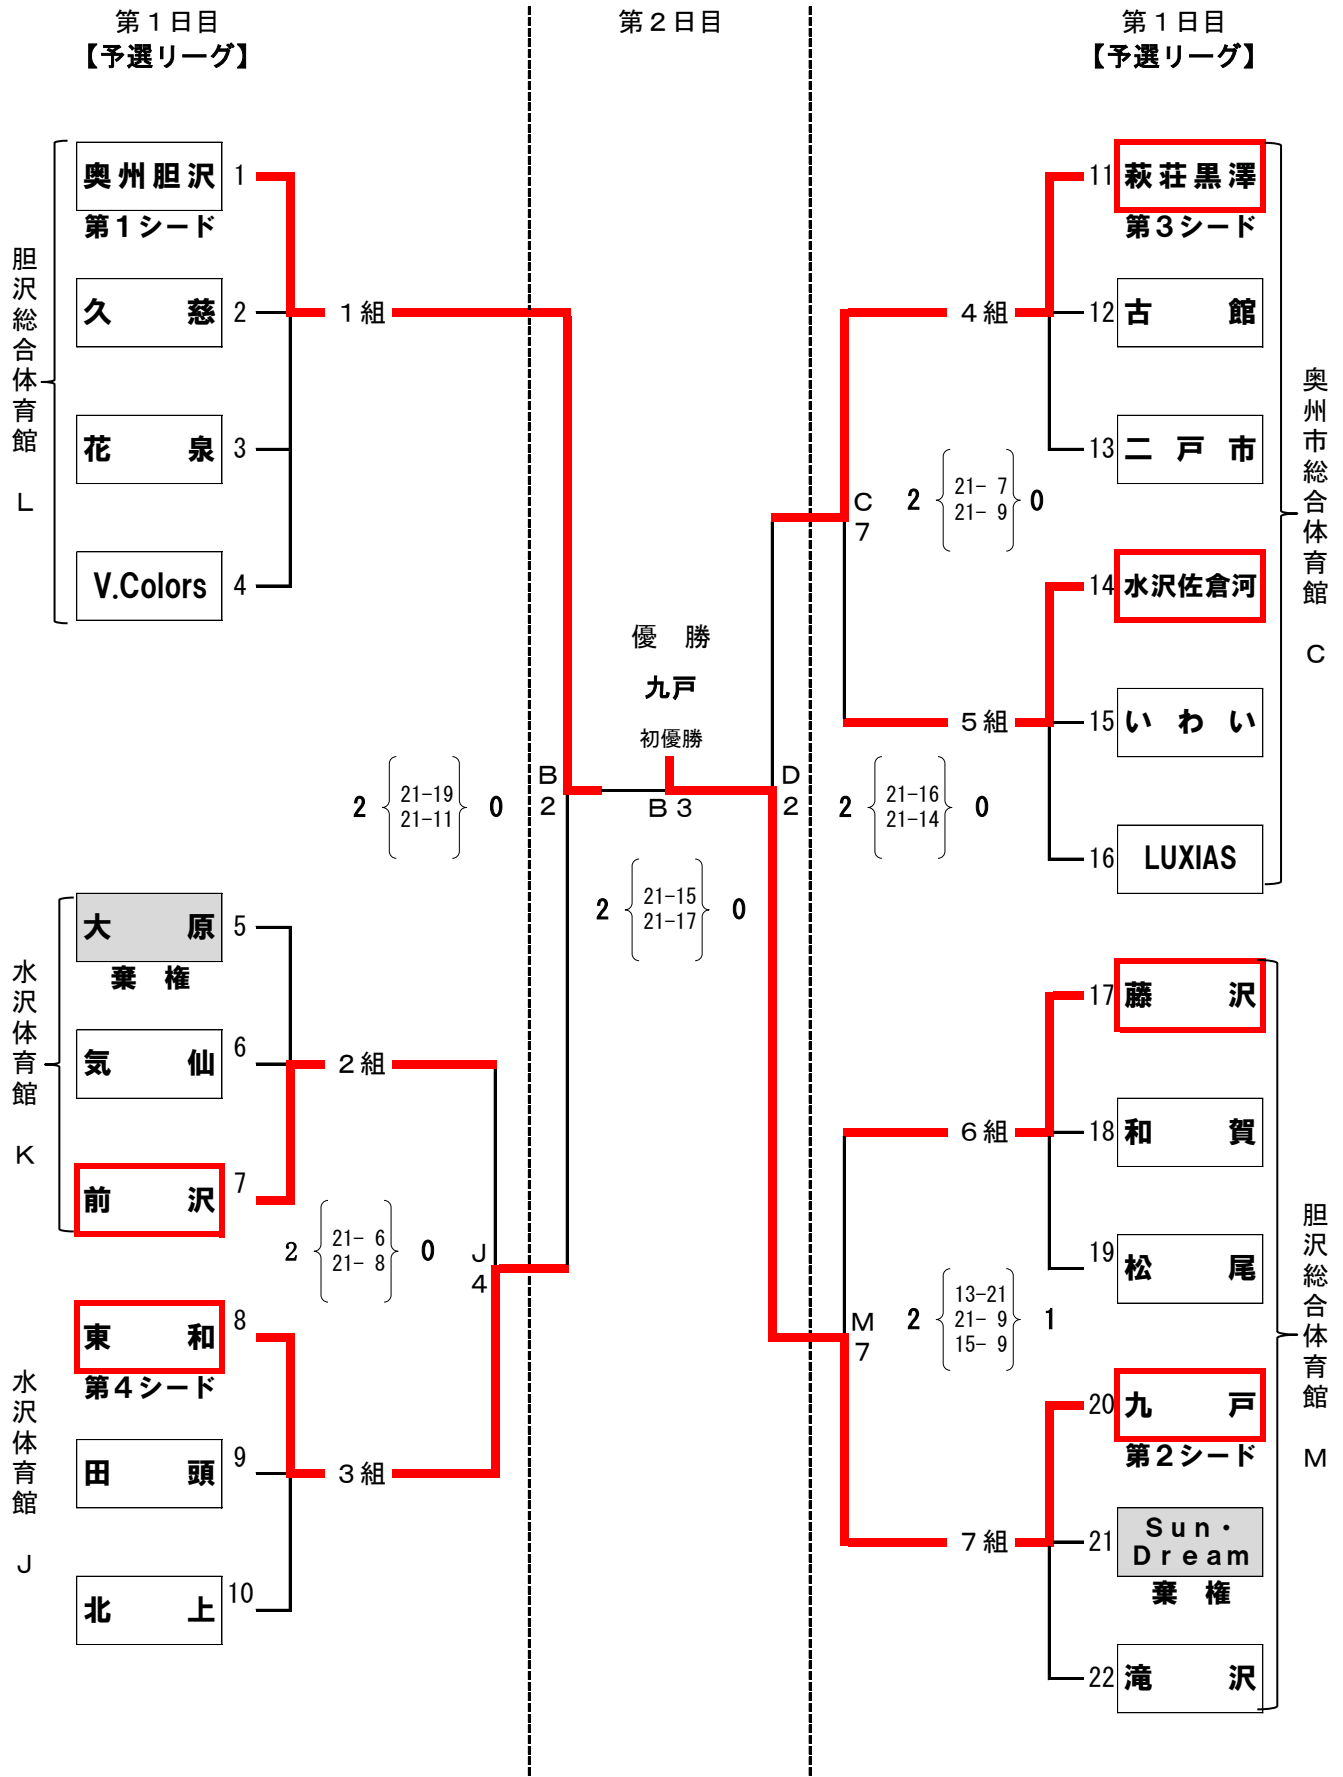 第１日目
【予選リーグ】
第２日目
第１日目
【予選リーグ】
胆沢総合体育館　Ｌ
奥州胆沢 1
第１シード
久慈 2
花泉 3
V.Colors 4
１組
水沢体育館　Ｋ
大原 5
棄権
気仙 6
前沢 7
２組
水沢体育館　Ｊ
東和 8
第４シード
田頭 9
北上 10
３組
2 21-6 0
21-8
Ｊ
4
2 21-19 0
21-11
Ｂ
2
優　勝
九戸
初優勝
Ｂ３
2 21-15 0
21-17
Ｄ
2
2 21-16 0
21-14
Ｃ
7
2 21-7 0
21-9
Ｍ
7
2 13-21 1
21-9
15-9
４組
11 萩荘黒澤
第３シード
12 古館
13 二戸市
５組
14 水沢佐倉河
15 いわい
16 LUXIAS
奥州市総合体育館　Ｃ
６組
17 藤沢
18 和賀
19 松尾
７組
20 九戸
第２シード
21 Ｓｕｎ・
Ｄｒｅａｍ
棄権
22 滝沢
胆沢総合体育館　Ｍ